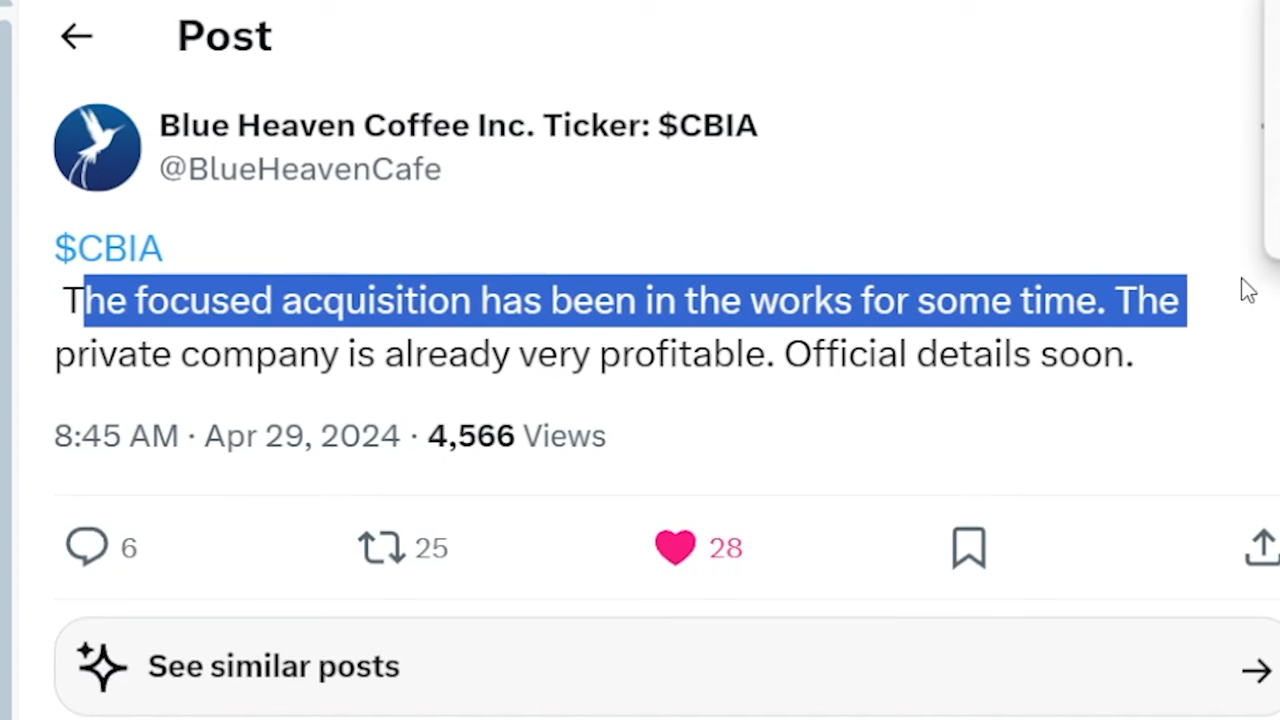 Post
Blue Heaven Coffee Inc. Ticker: $CBIA
@BlueHeavenCafe
$CBIA
The focused acquisition has been in the works for some time. The
private company is already very profitable. Official details soon.
8:45 AM · Apr 29, 2024 · 4,566 Views
6 25 28
See similar posts